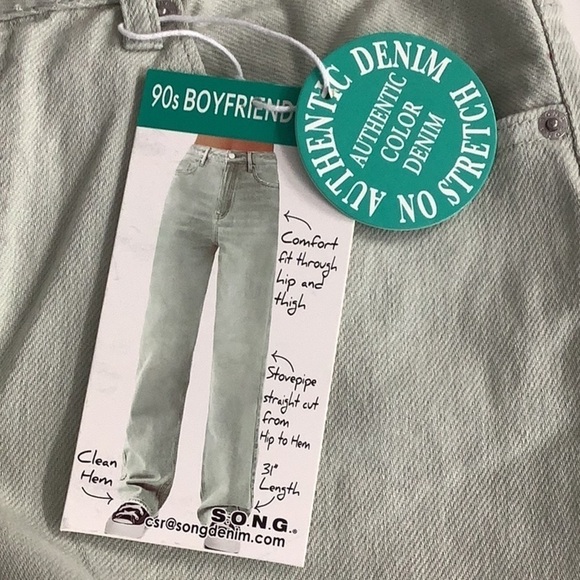 90s BOYFRIEND
Comfort
fit through
hip and
thigh
Stovepipe
straight cut
from
Hip to Hem
31"
Length
Clean
Hem
S.O.N.G.®
csr@songdenim.com
AUTHENTIC DENIM
NON STRETCH
AUTHENTIC
COLOR
DENIM